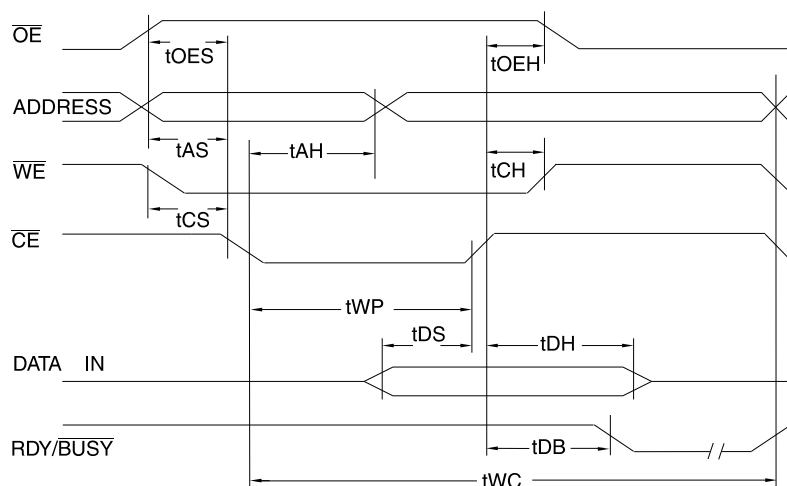 OE
tOES
tOEH
ADDRESS
tAS
tAH
tCH
WE
tCS
CE
tWP
tDS
tDH
DATA IN
RDY/BUSY
tDB
tWC